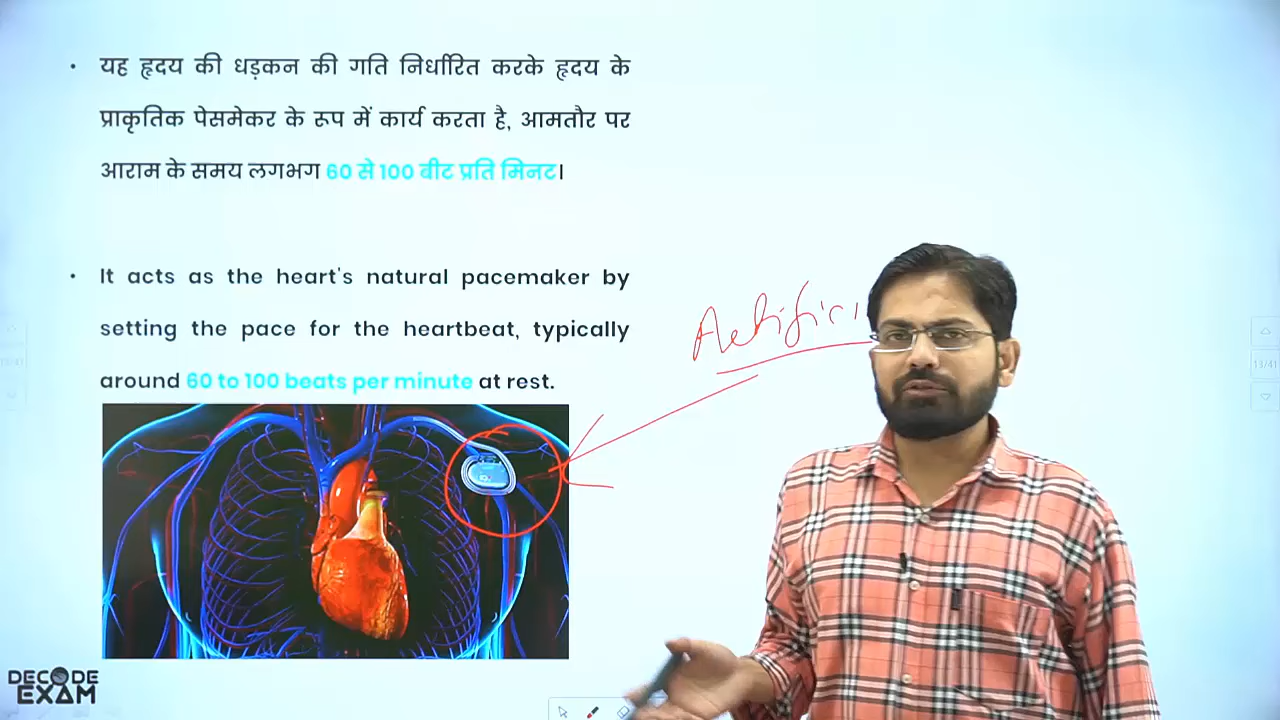 • यह हृदय की धड़कन की गति निर्धारित करके हृदय के
प्राकृतिक पेसमेकर के रूप में कार्य करता है, आमतौर पर
आराम के समय लगभग 60 से 100 बीट प्रति मिनट।
• It acts as the heart's natural pacemaker by
setting the pace for the heartbeat, typically
around 60 to 100 beats per minute at rest.
13/41
DECODE
EXAM